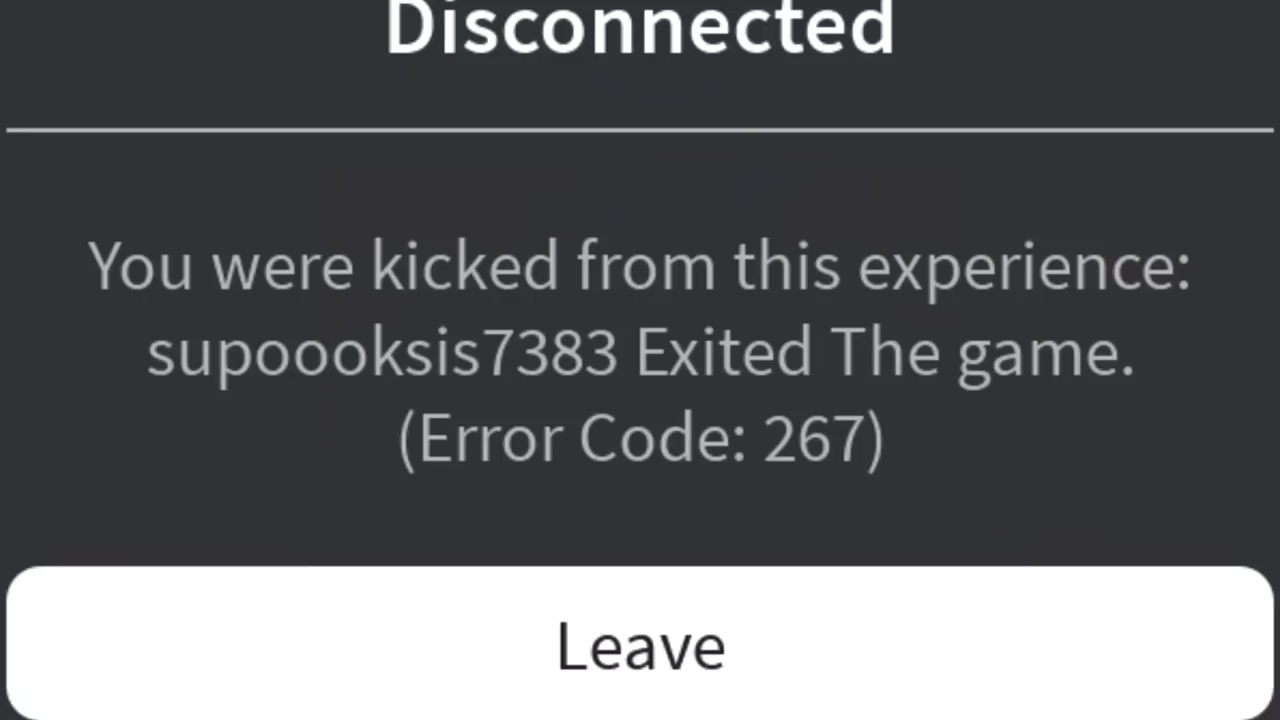 Disconnected
You were kicked from this experience:
supoooksis7383 Exited The game.
(Error Code: 267)
Leave